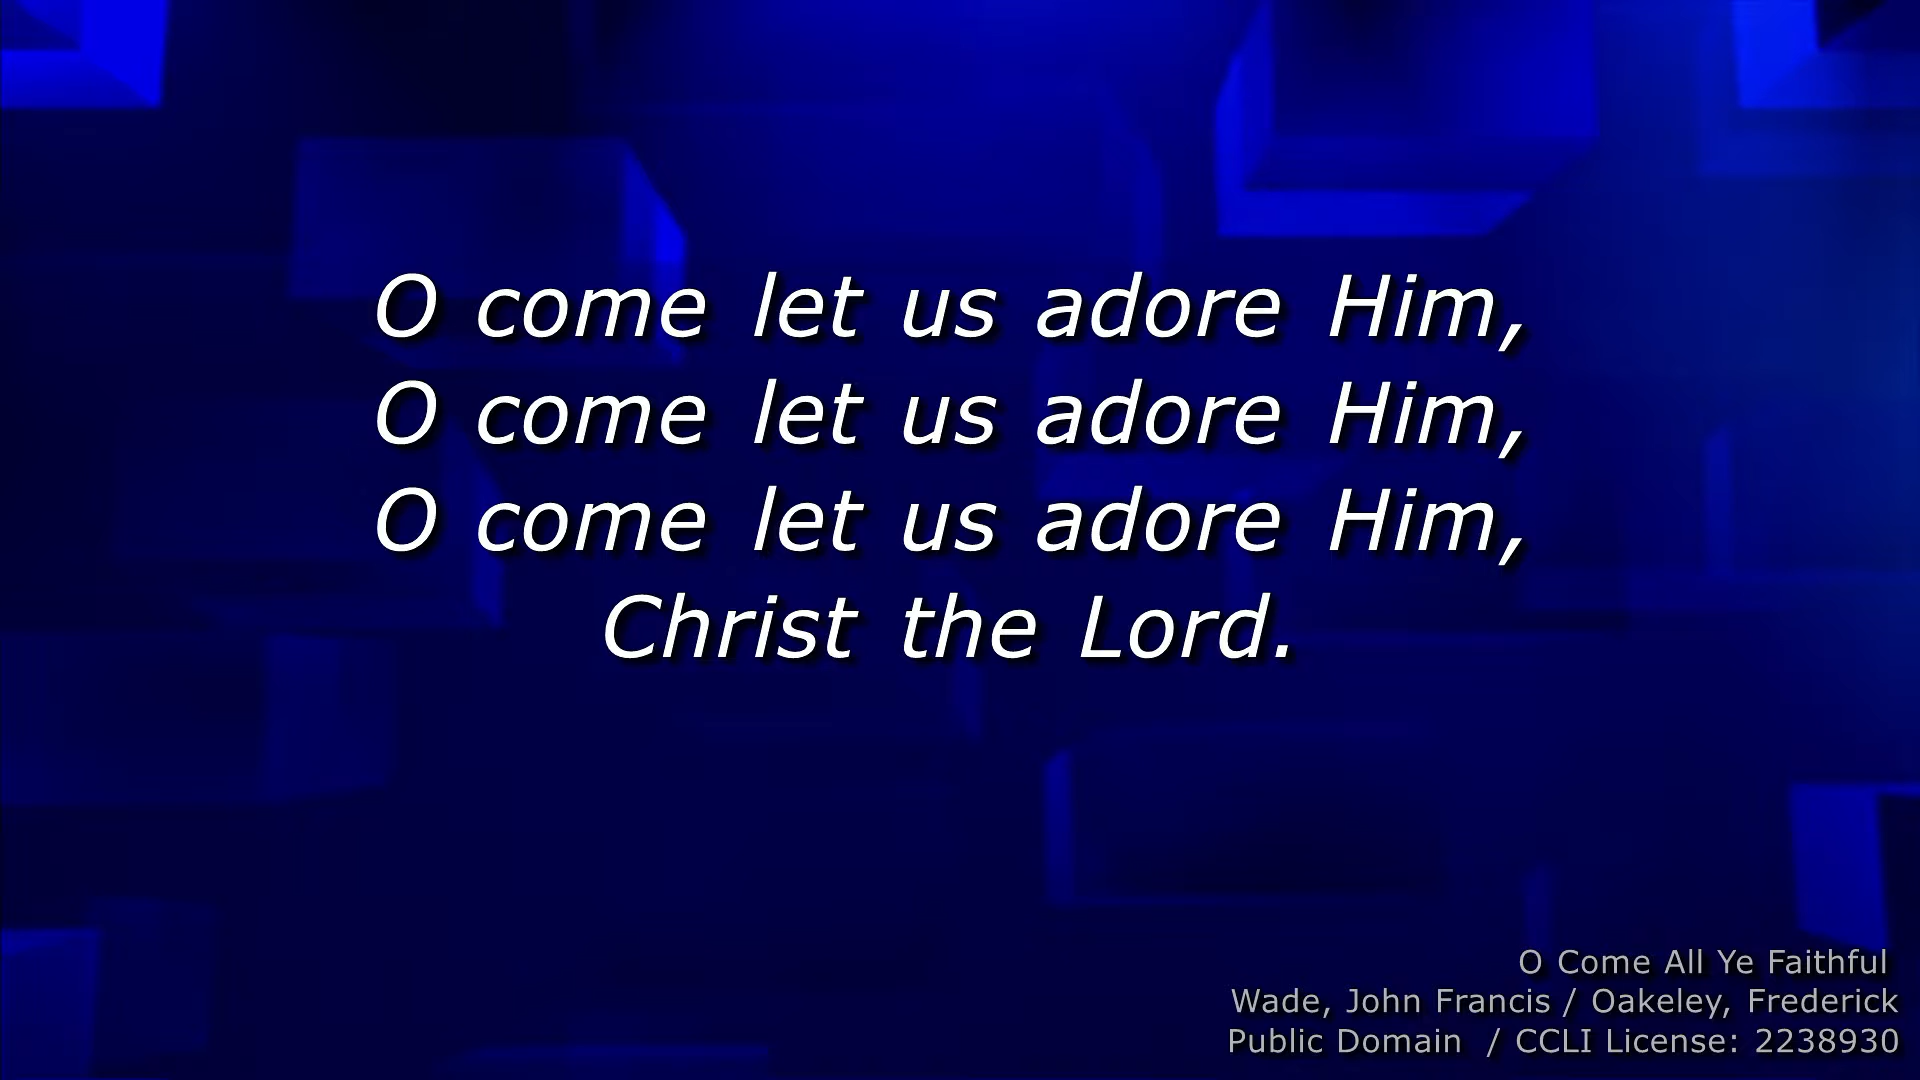 O come let us adore Him,
O come let us adore Him,
O come let us adore Him,
Christ the Lord.
O Come All Ye Faithful
Wade, John Francis / Oakeley, Frederick
Public Domain / CCLI License: 2238930